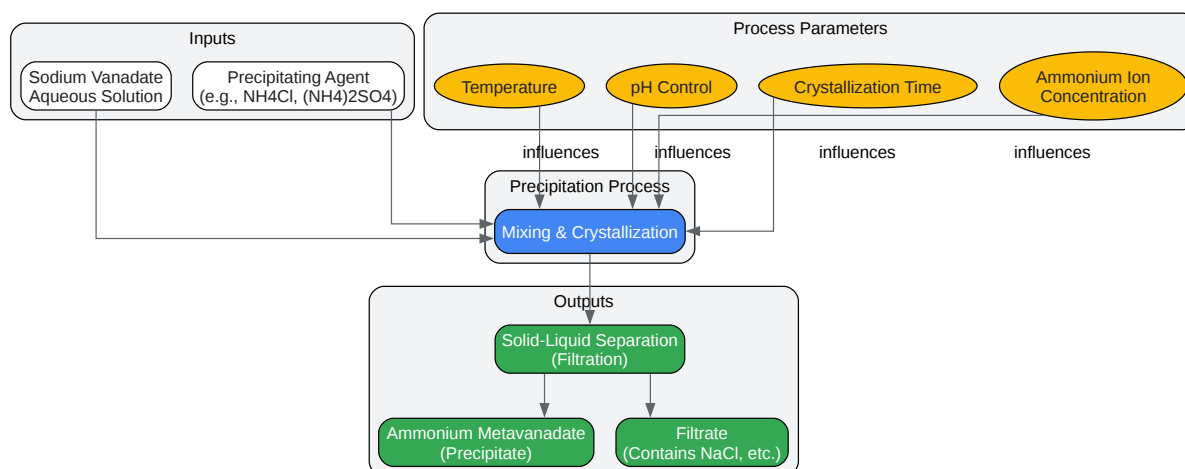 Inputs
Process Parameters
Sodium Vanadate
Aqueous Solution
Precipitating Agent
(e.g., NH4Cl, (NH4)2SO4)
Temperature
pH Control
Crystallization Time
Ammonium Ion
Concentration
influences
influences
influences
influences
Precipitation Process
Mixing & Crystallization
Outputs
Solid-Liquid Separation
(Filtration)
Ammonium Metavanadate
(Precipitate)
Filtrate
(Contains NaCl, etc.)